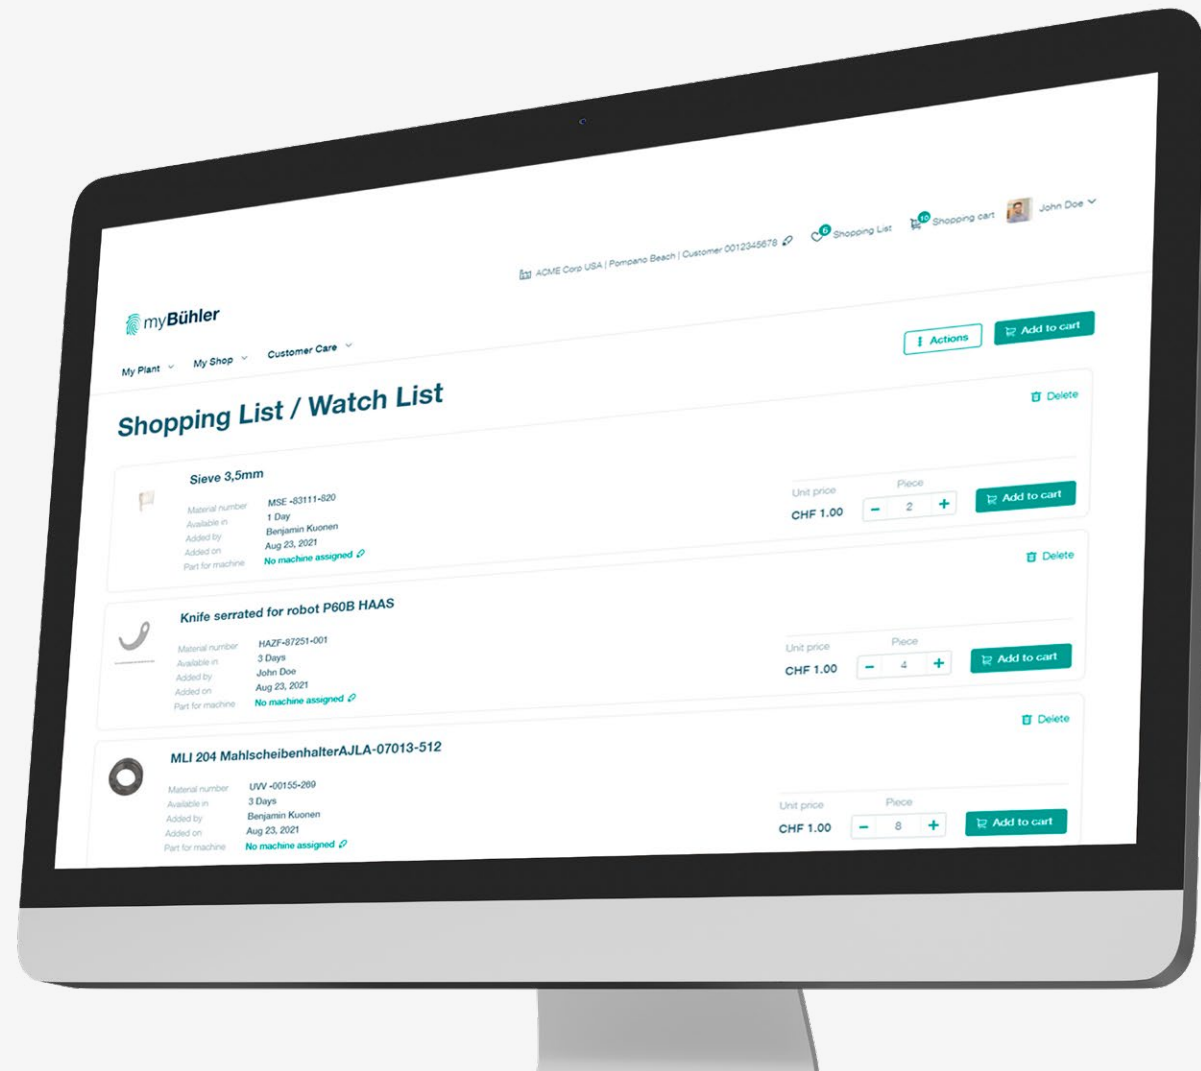 ACME Corp USA | Pompano Beach | Customer 0012345678
6
Shopping List
10
Shopping cart
John Doe
myBühler
My Plant
My Shop
Customer Care
Actions
Add to cart
Shopping List / Watch List
Delete
Sieve 3,5mm
Material number MSE -83111-820
Available in 1 Day
Added by Benjamin Kuonen
Added on Aug 23, 2021
Part for machine No machine assigned
Unit price Piece
CHF 1.00 - 2 + Add to cart
Delete
Knife serrated for robot P60B HAAS
Material number HAZF-87251-001
Available in 3 Days
Added by John Doe
Added on Aug 23, 2021
Part for machine No machine assigned
Unit price Piece
CHF 1.00 - 4 + Add to cart
Delete
MLI 204 MahlscheibenhalterAJLA-07013-512
Material number UVV -00155-269
Available in 3 Days
Added by Benjamin Kuonen
Added on Aug 23, 2021
Part for machine No machine assigned
Unit price Piece
CHF 1.00 - 8 + Add to cart